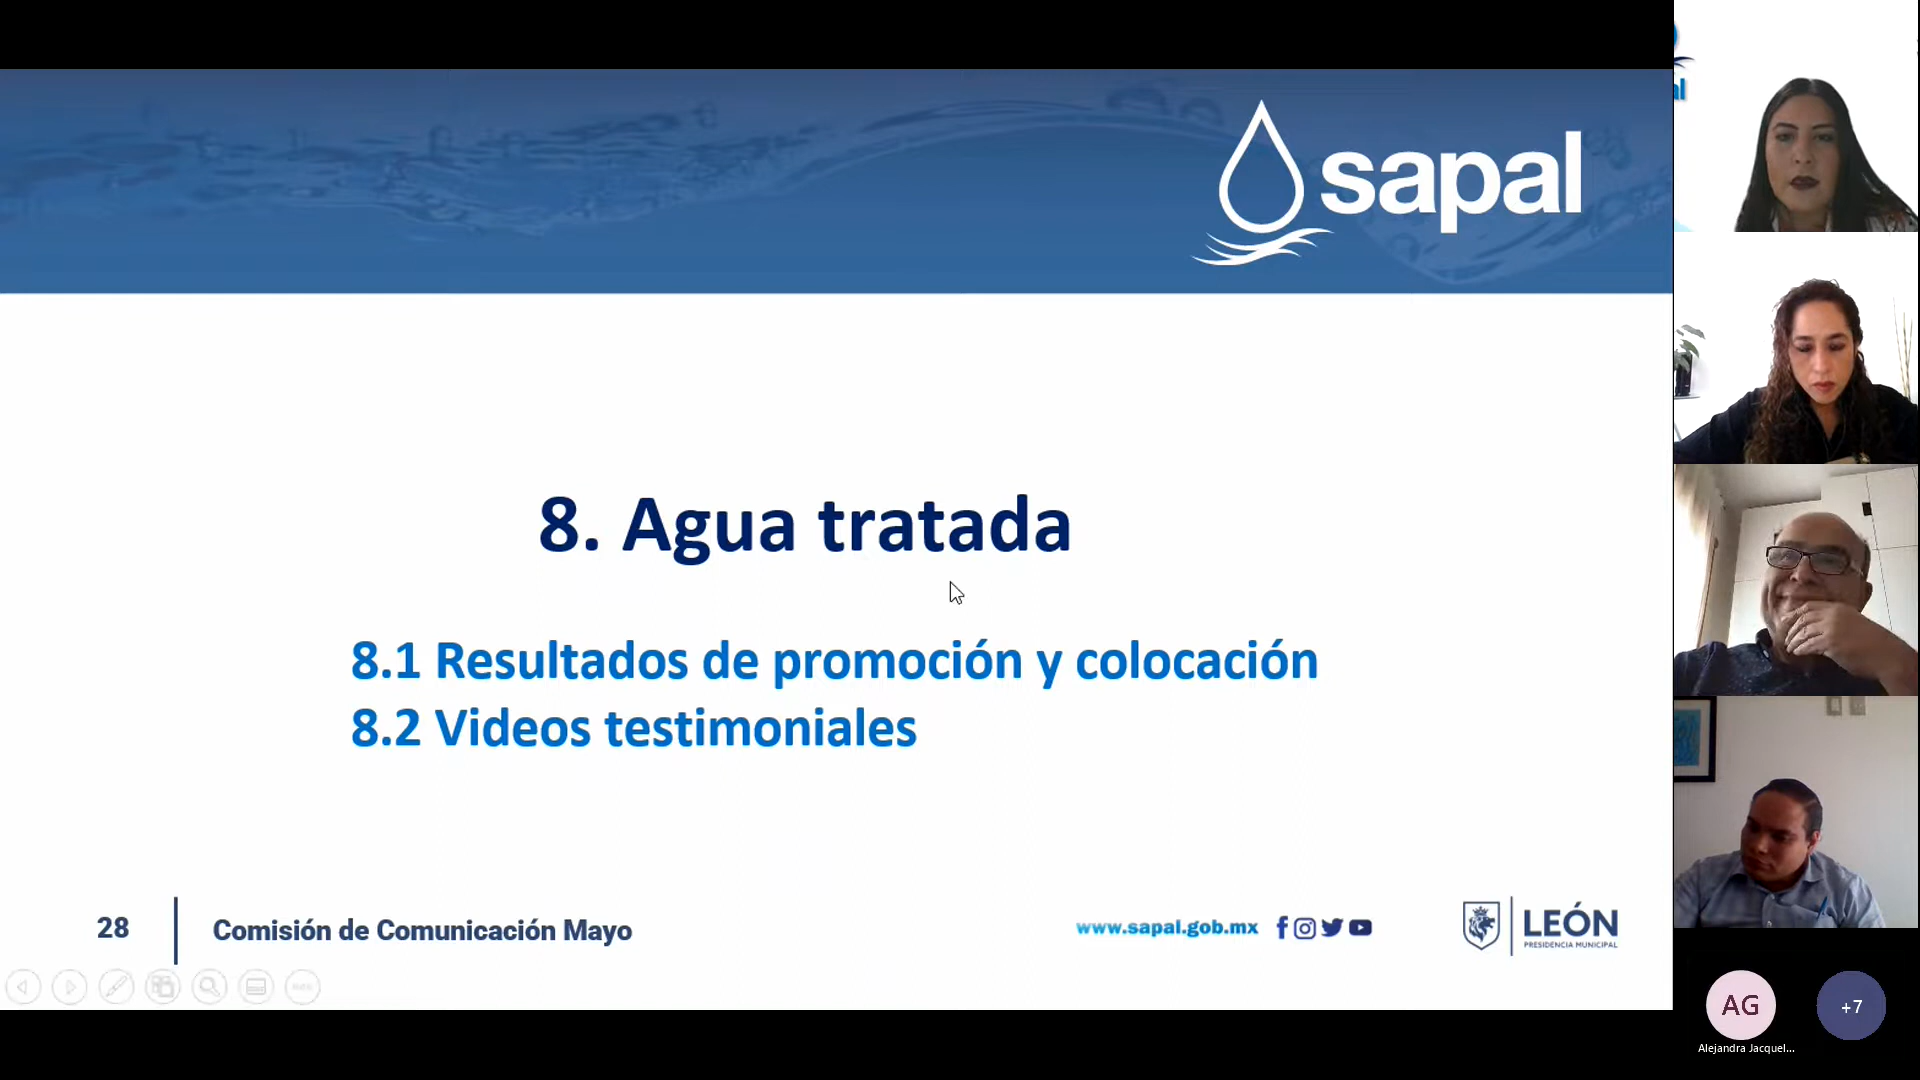 sapal
8. Agua tratada
8.1 Resultados de promoción y colocación
8.2 Videos testimoniales
28
Comisión de Comunicación Mayo
www.sapal.gob.mx
LEÓN
PRESIDENCIA MUNICIPAL
AG
+7
Alejandra Jacquel...